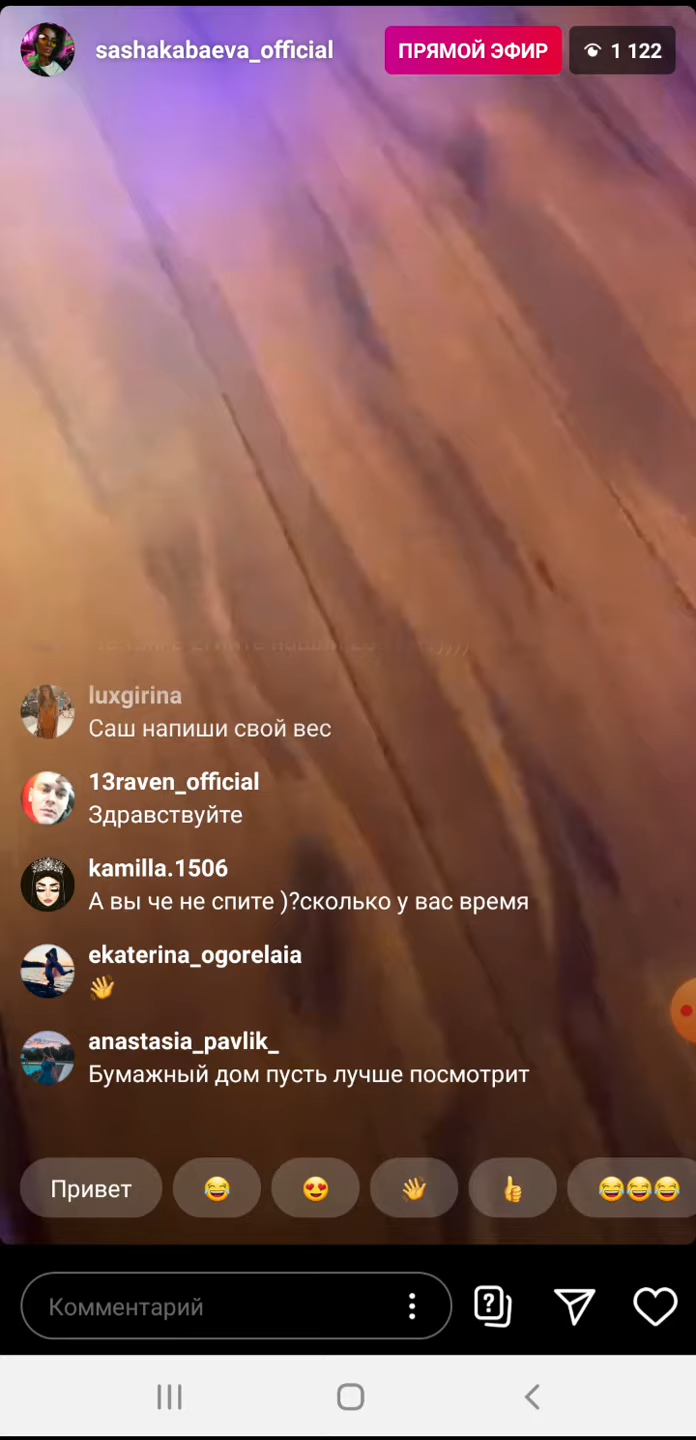 sashakabaeva_official
ПРЯМОЙ ЭФИР
1 122
luxgirina
Саш напиши свой вес
13raven_official
Здравствуйте
kamilla.1506
А вы че не спите )?сколько у вас время
ekaterina_ogorelaia
👋
anastasia_pavlik_
Бумажный дом пусть лучше посмотрит
Привет 😂 😍 👋 👍 😂😂😂
Комментарий